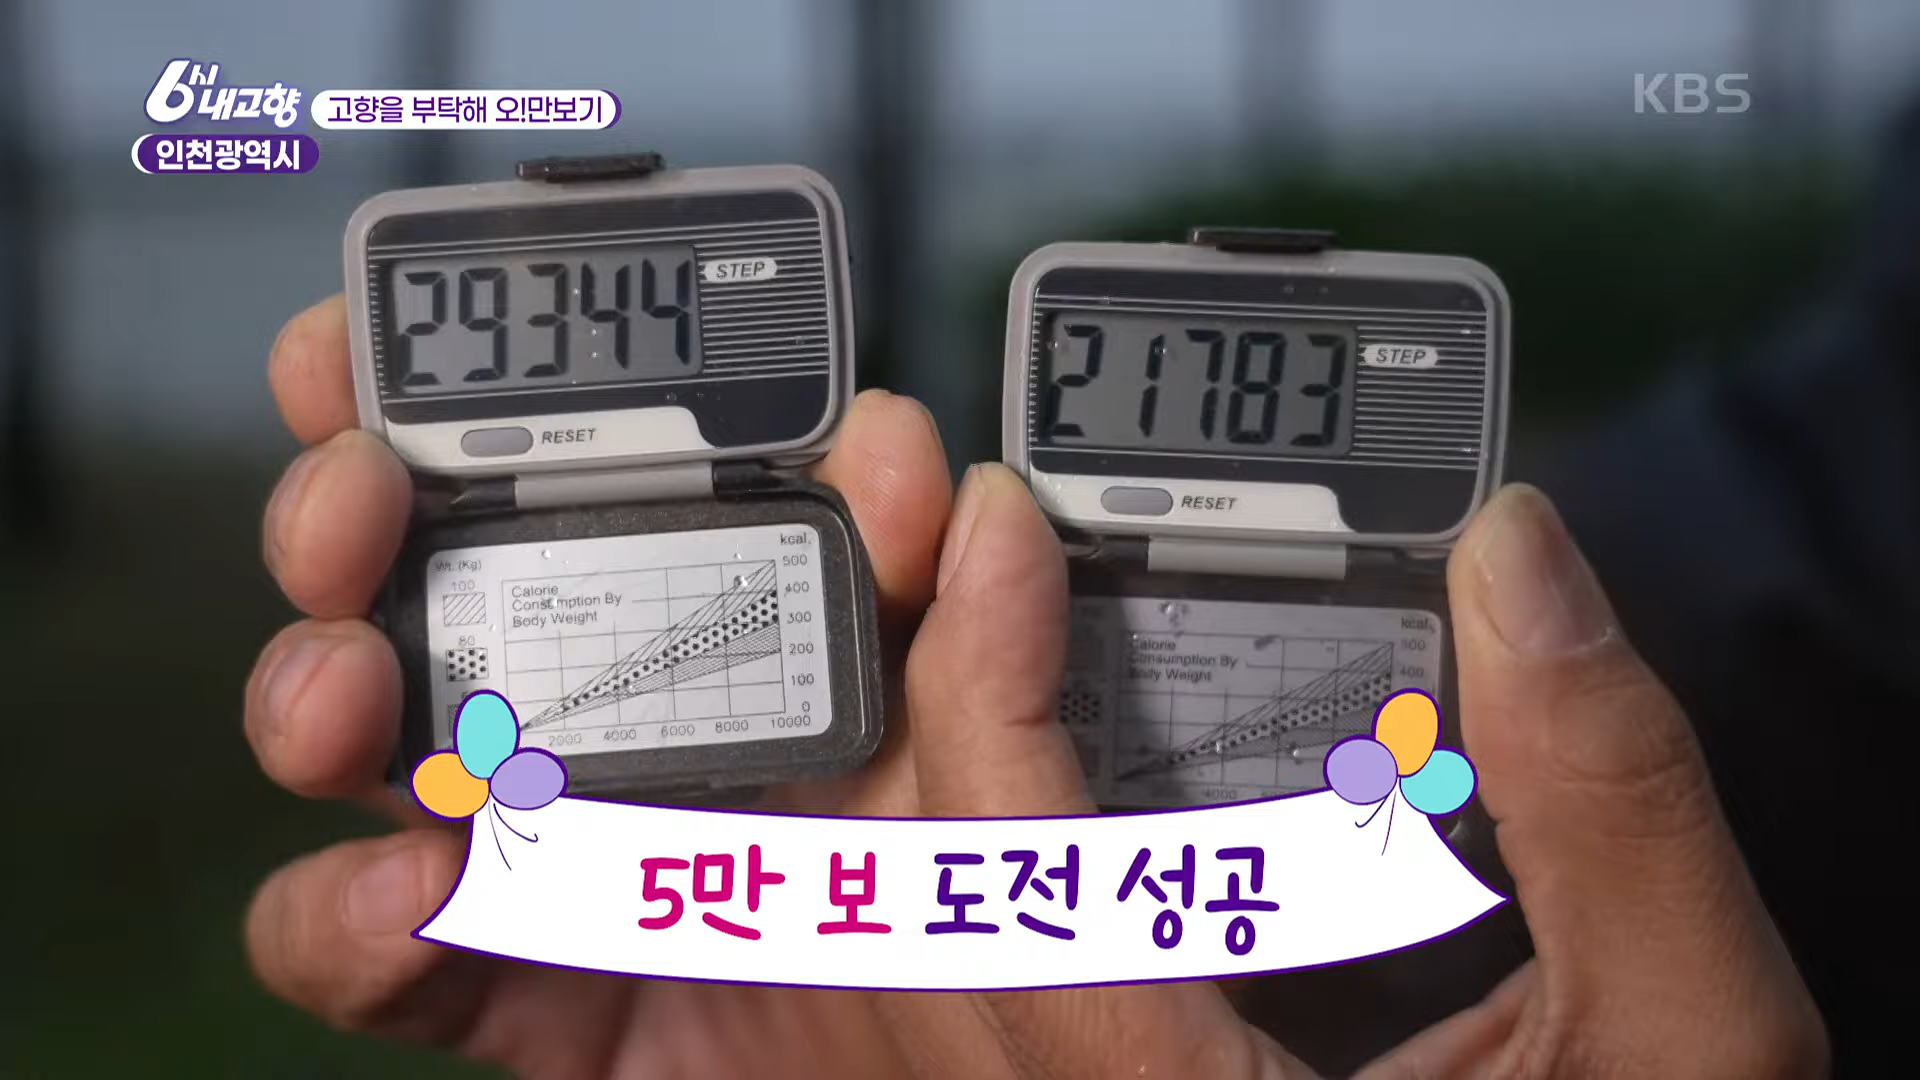 6시
내고향
고향을 부탁해 오!만보기
인천광역시
KBS
29344
STEP
RESET
21783
STEP
RESET
Wt. (Kg)
kcal.
100
80
Calorie
Consumption By
Body Weight
500
400
300
200
100
0
2000 4000 6000 8000 10000
kcal.
Calorie
Consumption By
Body Weight
500
400
4000
5만 보 도전 성공